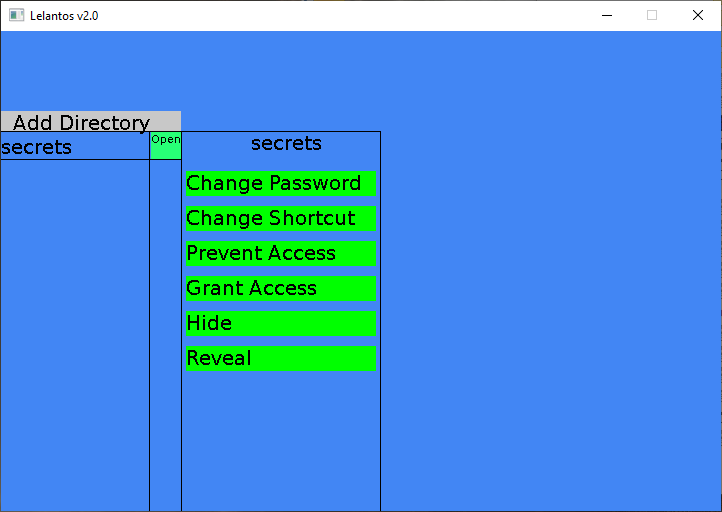 Lelantos v2.0
Add Directory
secrets
Open
secrets
Change Password
Change Shortcut
Prevent Access
Grant Access
Hide
Reveal